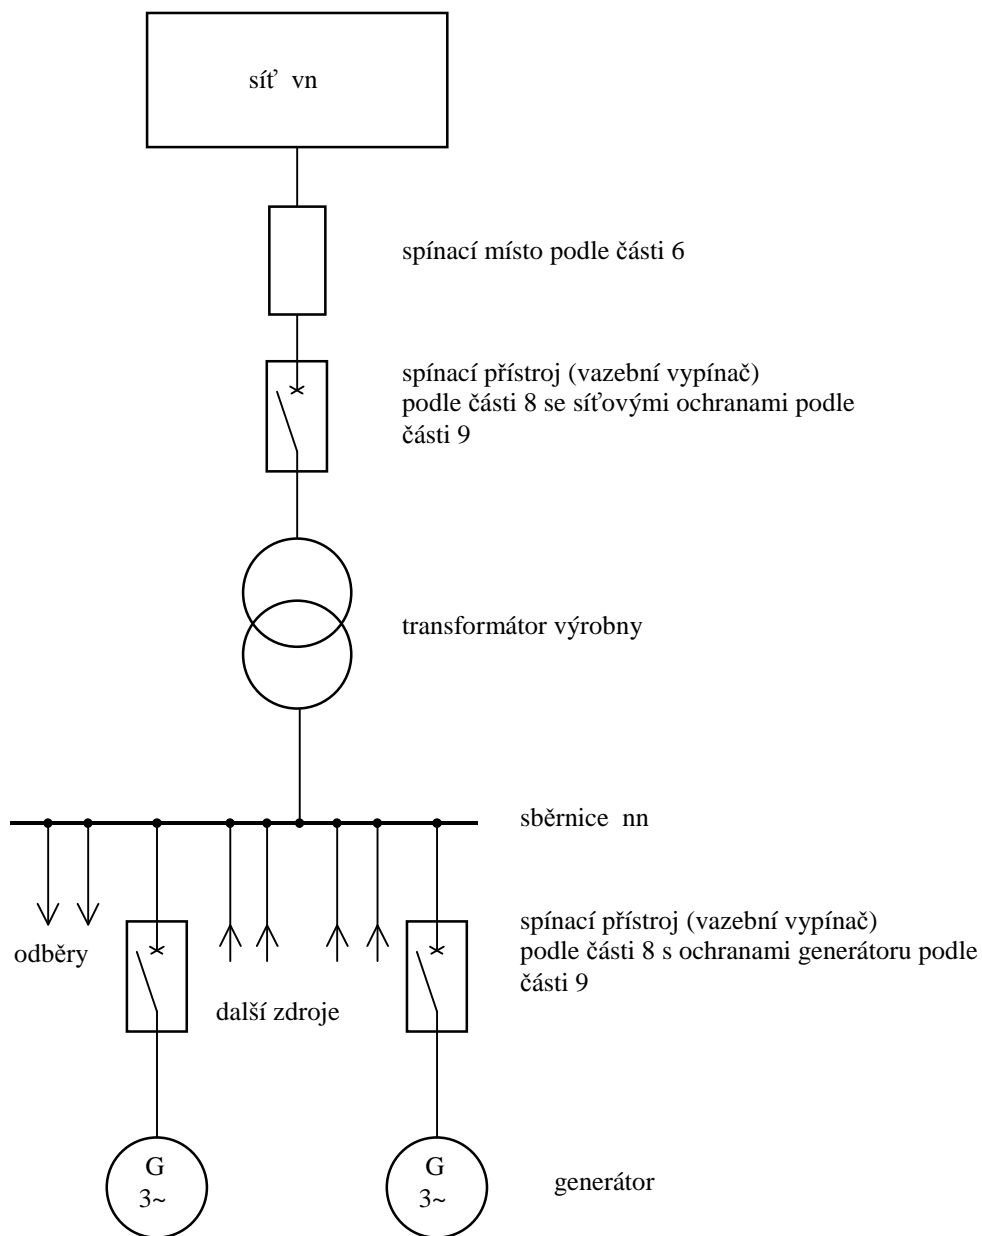 síť vn
spínací místo podle části 6
spínací přístroj (vazební vypínač)
podle části 8 se síťovými ochranami podle
části 9
transformátor výrobny
sběrnice nn
odběry
další zdroje
spínací přístroj (vazební vypínač)
podle části 8 s ochranami generátoru podle
části 9
G
3~
G
3~
generátor